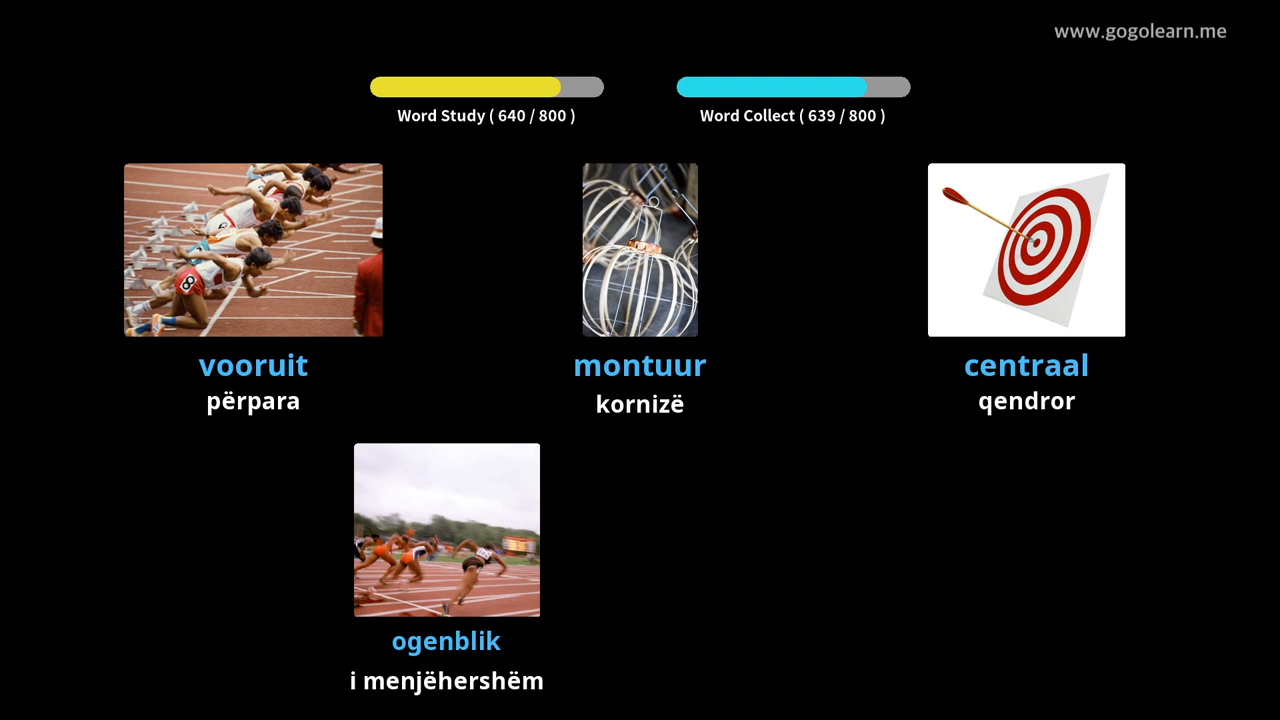 www.gogolearn.me
Word Study ( 640 / 800 )
Word Collect ( 639 / 800 )
vooruit
përpara
montuur
kornizë
centraal
qendror
ogenblik
i menjëhershëm